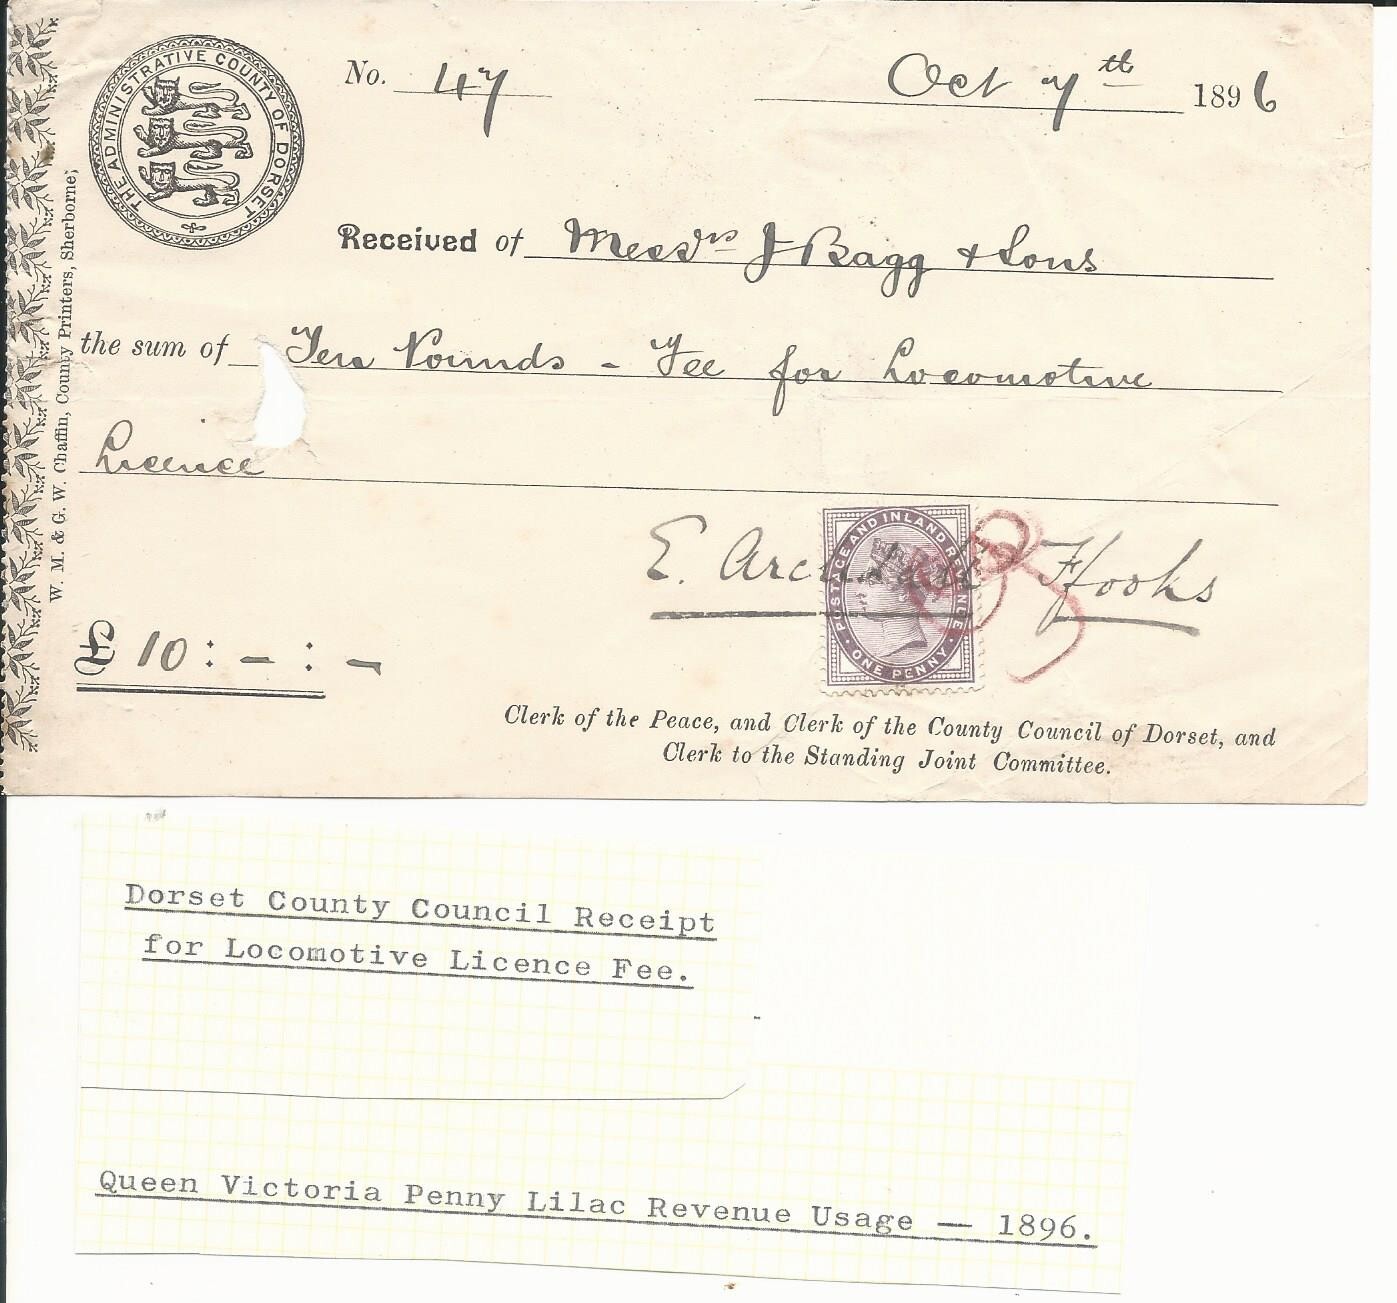 THE ADMINISTRATIVE COUNTY OF DORSET
No. 47
Oct 7th 1896
Received of Messrs J Bagg & Sons
the sum of Ten Pounds - Fee for Locomotive
Licence
E. Archdall Ffooks
POSTAGE AND INLAND REVENUE
ONE PENNY
£ 10 : - : -
Clerk of the Peace, and Clerk of the County Council of Dorset, and
Clerk to the Standing Joint Committee.
W. M. & G. W. Chaffin, County Printers, Sherborne;
Dorset County Council Receipt
for Locomotive Licence Fee.
Queen Victoria Penny Lilac Revenue Usage — 1896.